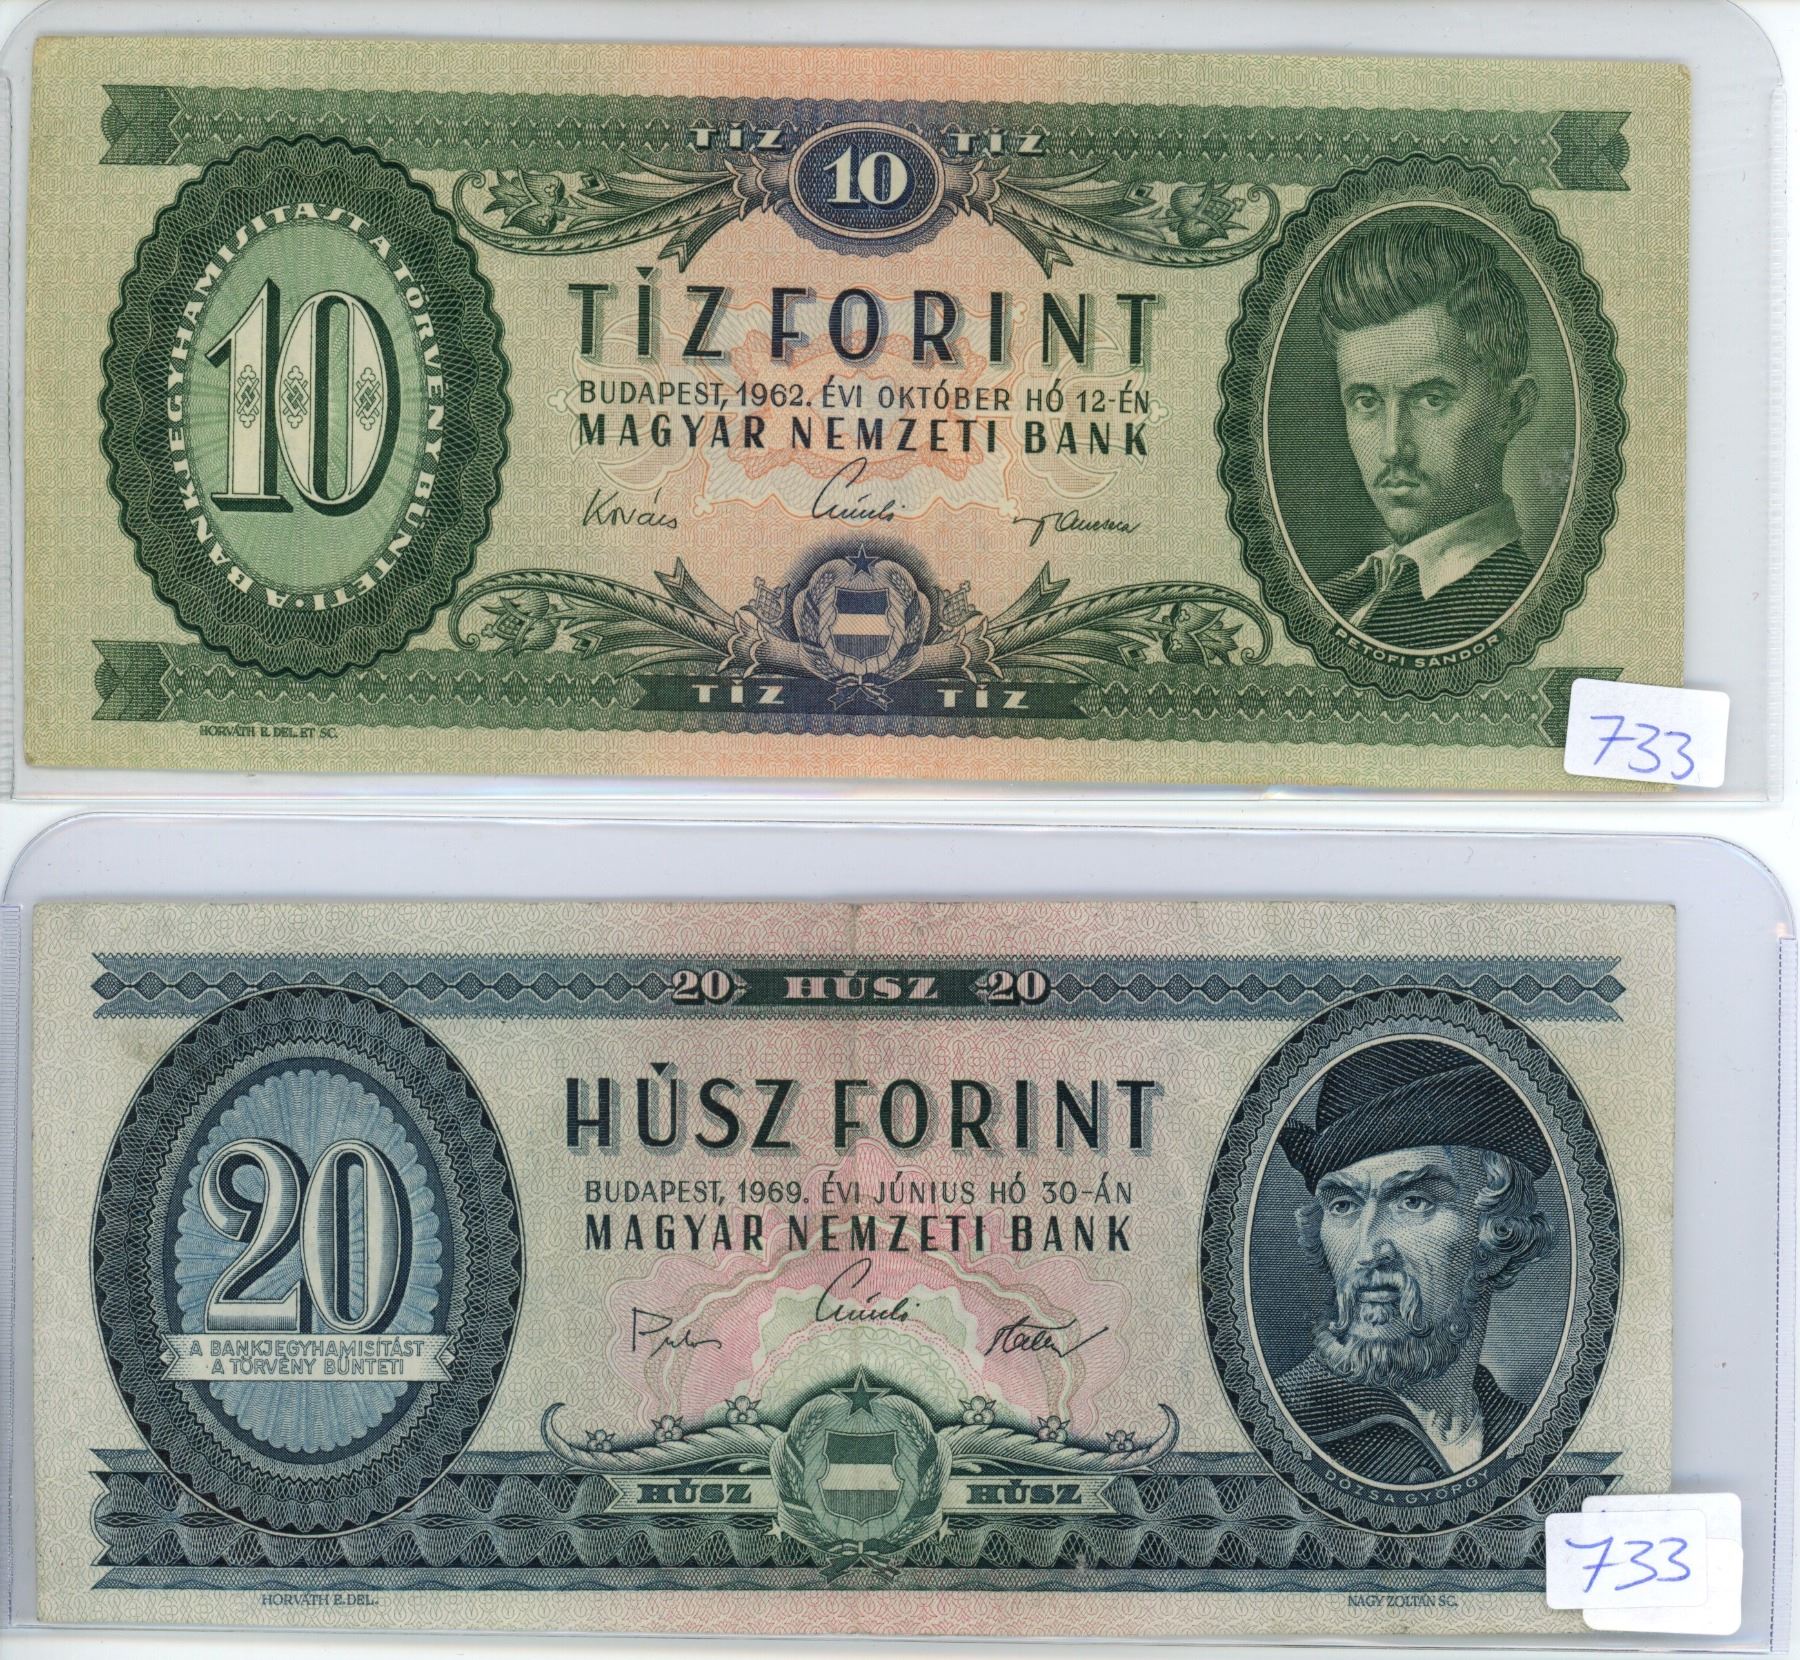 TÍZ 10 TÍZ
A BANKJEGYHAMISÍTÁST A TÖRVÉNY BÜNTETI •
10
TÍZ FORINT
BUDAPEST, 1962. ÉVI OKTÓBER HÓ 12-ÉN
MAGYAR NEMZETI BANK
Kovács
PETŐFI SÁNDOR
TÍZ TÍZ
HORVÁTH E. DEL. ET SC.
733
20 HÚSZ 20
HÚSZ FORINT
BUDAPEST, 1969. ÉVI JÚNIUS HÓ 30-ÁN
MAGYAR NEMZETI BANK
20
A BANKJEGYHAMISÍTÁST
A TÖRVÉNY BÜNTETI
DÓZSA GYÖRGY
HÚSZ HÚSZ
HORVÁTH E. DEL.
NAGY ZOLTÁN SC.
733